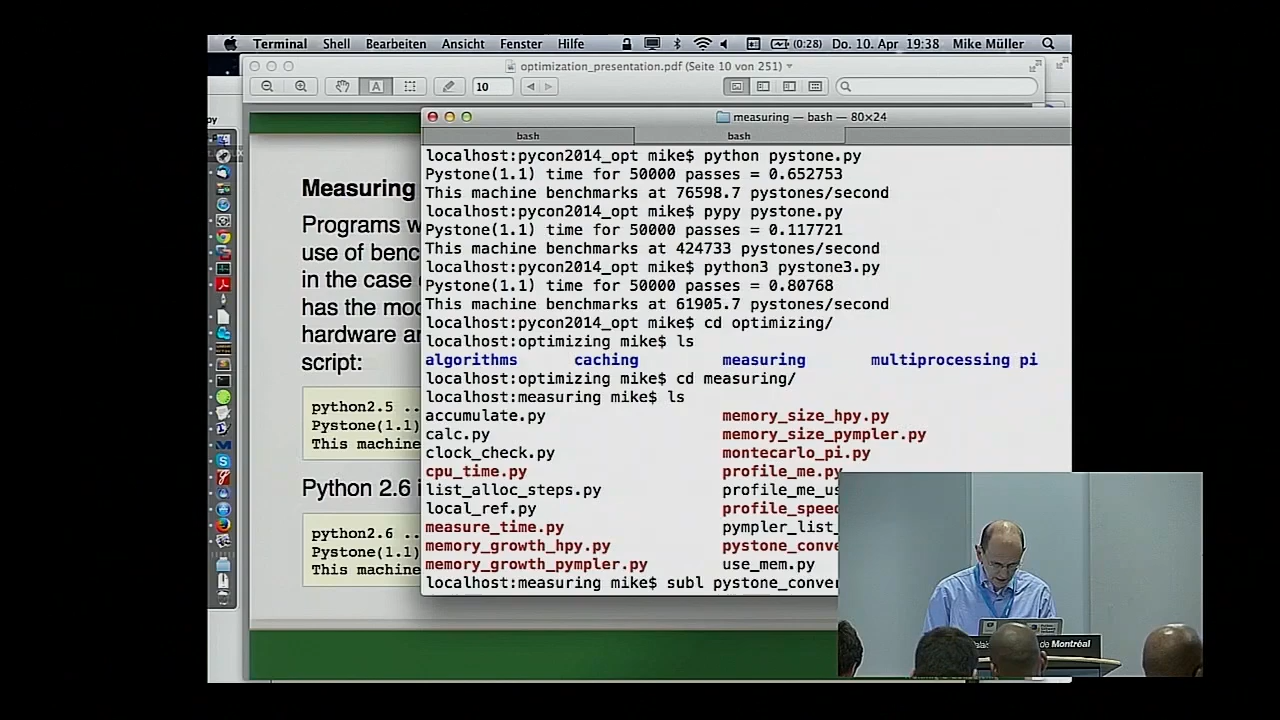 Terminal Shell Bearbeiten Ansicht Fenster Hilfe (0:28) Do. 10. Apr 19:38 Mike Müller
optimization_presentation.pdf (Seite 10 von 251)
10
measuring — bash — 80×24
bash bash
Measuring
Programs w
use of benc
in the case
has the mod
hardware an
script:
python2.5 ..
Pystone(1.1)
This machine
Python 2.6 i
python2.6 ..
Pystone(1.1)
This machine
localhost:pycon2014_opt mike$ python pystone.py
Pystone(1.1) time for 50000 passes = 0.652753
This machine benchmarks at 76598.7 pystones/second
localhost:pycon2014_opt mike$ pypy pystone.py
Pystone(1.1) time for 50000 passes = 0.117721
This machine benchmarks at 424733 pystones/second
localhost:pycon2014_opt mike$ python3 pystone3.py
Pystone(1.1) time for 50000 passes = 0.80768
This machine benchmarks at 61905.7 pystones/second
localhost:pycon2014_opt mike$ cd optimizing/
localhost:optimizing mike$ ls
algorithms caching measuring multiprocessing pi
localhost:optimizing mike$ cd measuring/
localhost:measuring mike$ ls
accumulate.py memory_size_hpy.py
calc.py memory_size_pympler.py
clock_check.py montecarlo_pi.py
cpu_time.py profile_me.py
list_alloc_steps.py profile_me_us
local_ref.py profile_speed
measure_time.py pympler_list_
memory_growth_hpy.py pystone_conve
memory_growth_pympler.py use_mem.py
localhost:measuring mike$ subl pystone_conver
de Montréal